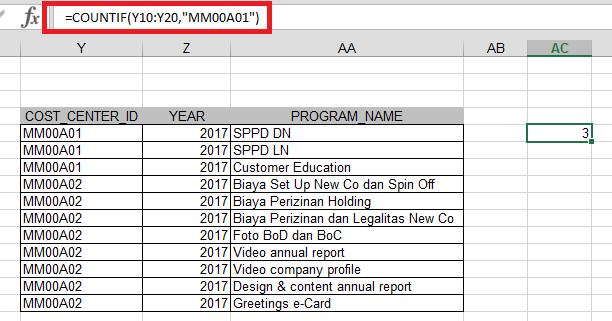 fx =COUNTIF(Y10:Y20,"MM00A01")
Y Z AA AB AC
COST_CENTER_ID YEAR PROGRAM_NAME
MM00A01 2017 SPPD DN 3
MM00A01 2017 SPPD LN
MM00A01 2017 Customer Education
MM00A02 2017 Biaya Set Up New Co dan Spin Off
MM00A02 2017 Biaya Perizinan Holding
MM00A02 2017 Biaya Perizinan dan Legalitas New Co
MM00A02 2017 Foto BoD dan BoC
MM00A02 2017 Video annual report
MM00A02 2017 Video company profile
MM00A02 2017 Design & content annual report
MM00A02 2017 Greetings e-Card